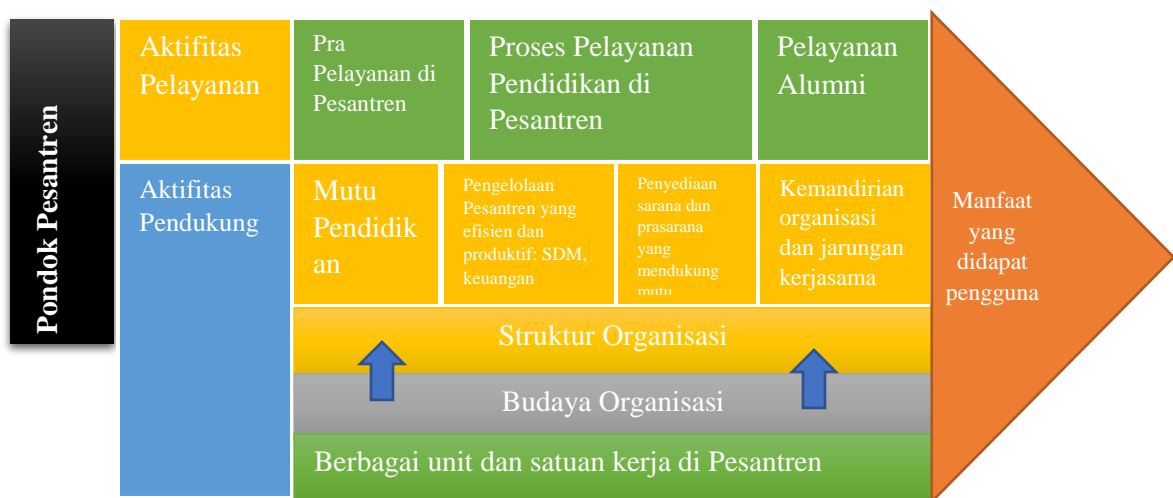 Pondok Pesantren
Aktifitas
Pelayanan
Pra
Pelayanan di
Pesantren
Proses Pelayanan
Pendidikan di
Pesantren
Pelayanan
Alumni
Aktifitas
Pendukung
Mutu
Pendidik
an
Pengelolaan
Pesantren yang
efisien dan
produktif: SDM,
keuangan
Penyediaan
sarana dan
prasarana
yang
mendukung
mutu
Kemandirian
organisasi
dan jarungan
kerjasama
Manfaat
yang
didapat
pengguna
Struktur Organisasi
Budaya Organisasi
Berbagai unit dan satuan kerja di Pesantren